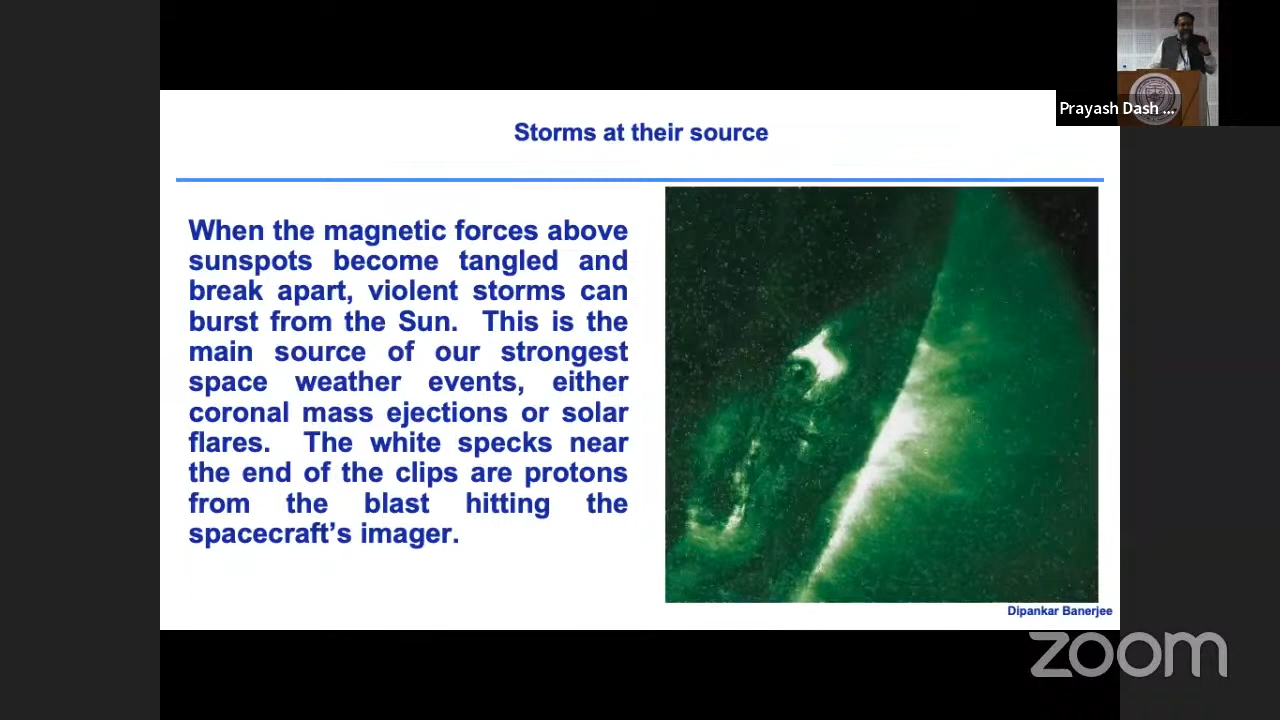 Prayash Dash ...
Storms at their source
When the magnetic forces above
sunspots become tangled and
break apart, violent storms can
burst from the Sun. This is the
main source of our strongest
space weather events, either
coronal mass ejections or solar
flares. The white specks near
the end of the clips are protons
from the blast hitting the
spacecraft's imager.
Dipankar Banerjee
zoom